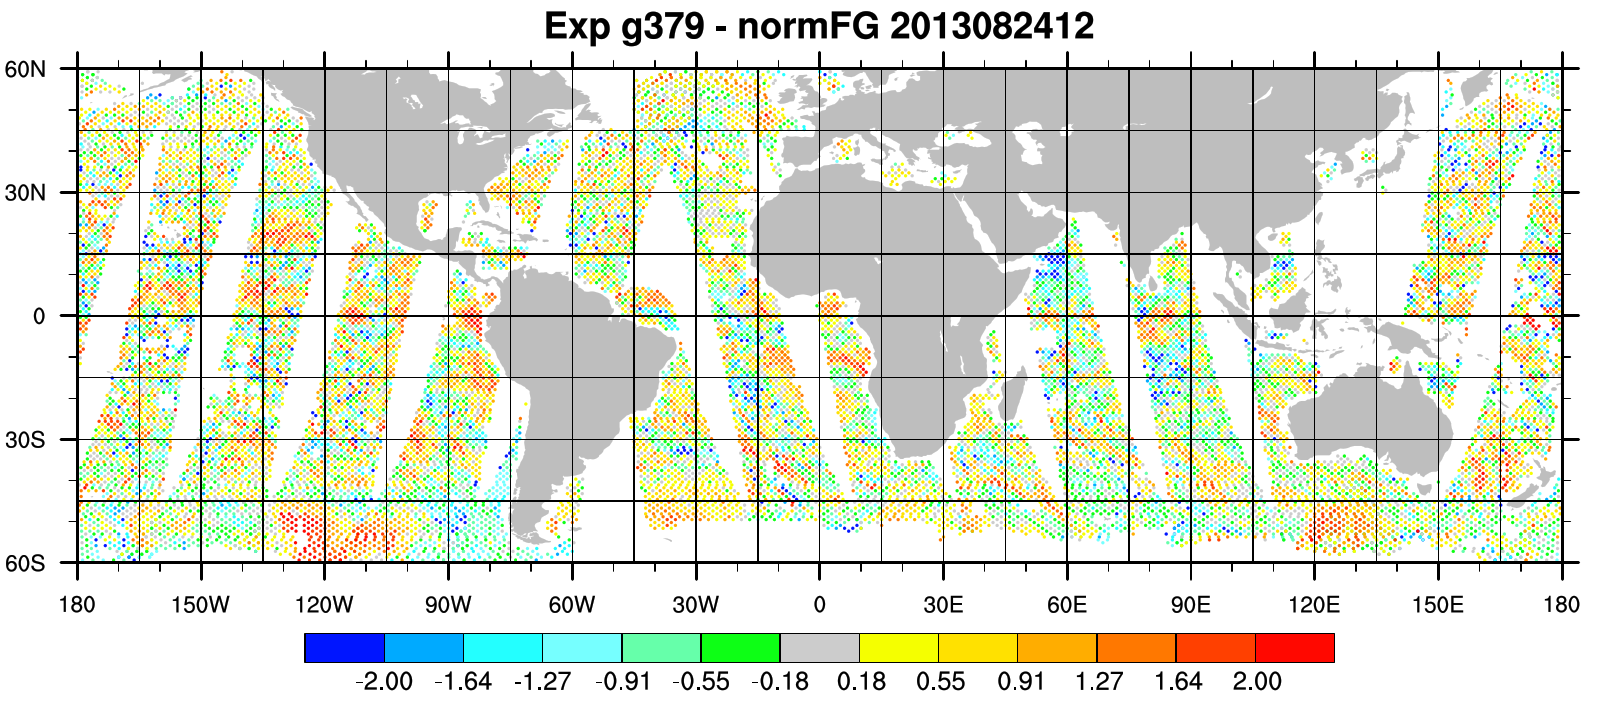 Exp g379 - normFG 2013082412
60N
30N
0
30S
60S
180 150W 120W 90W 60W 30W 0 30E 60E 90E 120E 150E 180
-2.00 -1.64 -1.27 -0.91 -0.55 -0.18 0.18 0.55 0.91 1.27 1.64 2.00